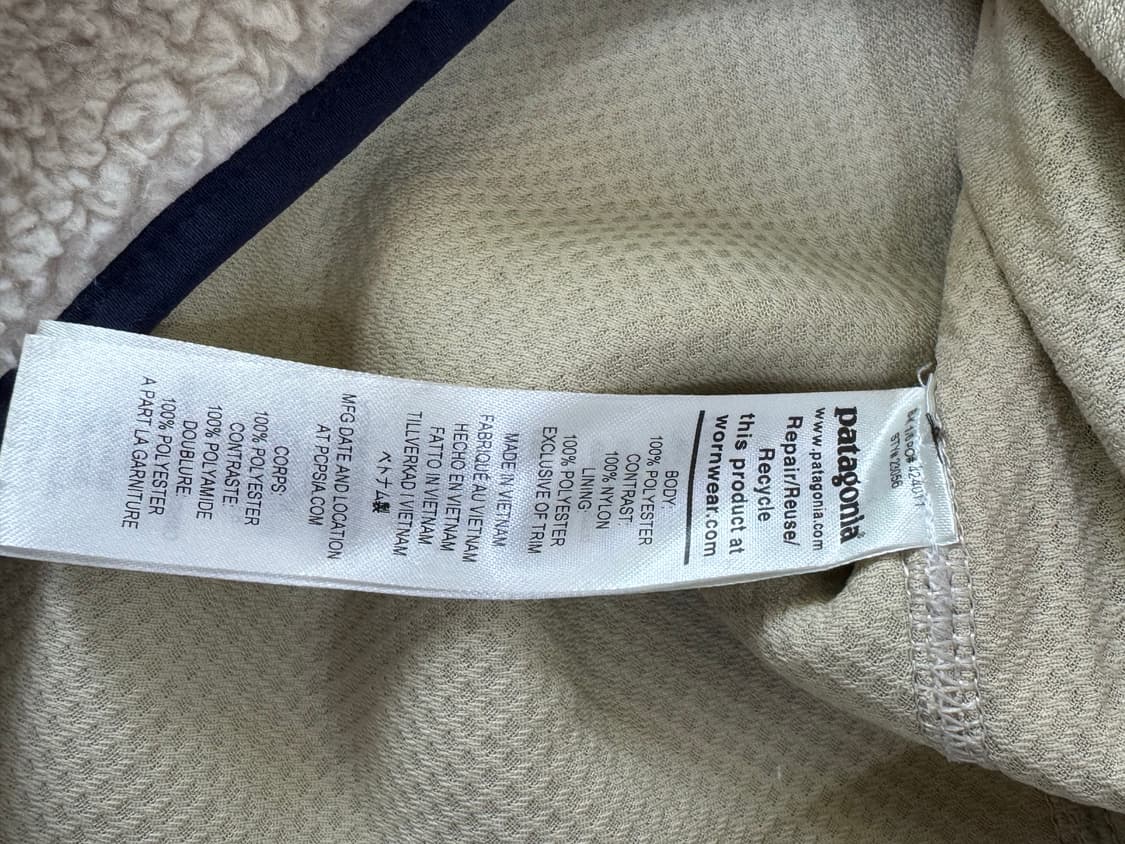 STY# 23056
patagonia®
www.patagonia.com
Repair/Reuse/
Recycle
this product at
wornwear.com
BODY:
100% POLYESTER
CONTRAST:
100% NYLON
LINING:
100% POLYESTER
EXCLUSIVE OF TRIM
MADE IN VIETNAM
FABRIQUÉ AU VIETNAM
HECHO EN VIETNAM
FATTO IN VIETNAM
TILLVERKAD I VIETNAM
ベトナム製
MFG DATE AND LOCATION
AT PCPSIA.COM
CORPS:
100% POLYESTER
CONTRASTE:
100% POLYAMIDE
DOUBLURE:
100% POLYESTER
A PART LA GARNITURE